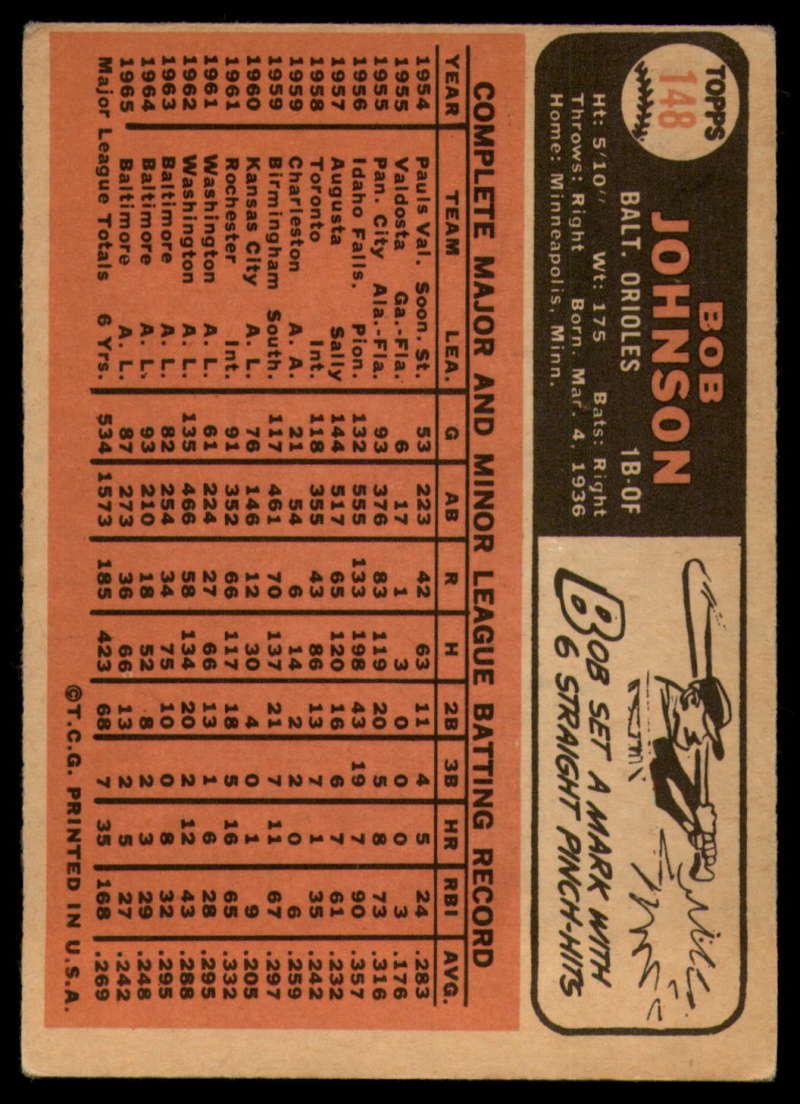 TOPPS
148
BOB
JOHNSON
BALT. ORIOLES 1B-OF
Ht: 5/10" Wt: 175 Bats: Right
Throws: Right Born: Mar. 4, 1936
Home: Minneapolis, Minn.
BOB SET A MARK WITH
6 STRAIGHT PINCH-HITS
COMPLETE MAJOR AND MINOR LEAGUE BATTING RECORD
YEAR TEAM LEA. G AB R H 2B 3B HR RBI AVG.
1954 Pauls Val. Soon. St. 53 223 42 63 11 4 5 24 .283
1955 Valdosta Ga.-Fla. 6 17 1 3 0 0 0 3 .176
1955 Pan. City Ala.-Fla. 93 376 83 119 20 5 8 73 .316
1956 Idaho Falls. Pion. 132 555 133 198 43 19 7 90 .357
1957 Augusta Sally 144 517 65 120 16 6 7 61 .232
1958 Toronto Int. 118 355 43 86 13 7 1 35 .242
1959 Charleston A. A. 21 54 6 14 2 2 0 6 .259
1959 Birmingham South. 117 461 70 137 21 7 11 67 .297
1960 Kansas City A. L. 76 146 12 30 4 0 1 9 .205
1961 Rochester Int. 91 352 66 117 18 5 16 65 .332
1961 Washington A. L. 61 224 27 66 13 1 6 28 .295
1962 Washington A. L. 135 466 58 134 20 2 12 43 .288
1963 Baltimore A. L. 82 254 34 75 10 0 8 32 .295
1964 Baltimore A. L. 93 210 18 52 8 2 3 29 .248
1965 Baltimore A. L. 87 273 36 66 13 2 5 27 .242
Major League Totals 6 Yrs. 534 1573 185 423 68 7 35 168 .269
©T.C.G. PRINTED IN U.S.A.